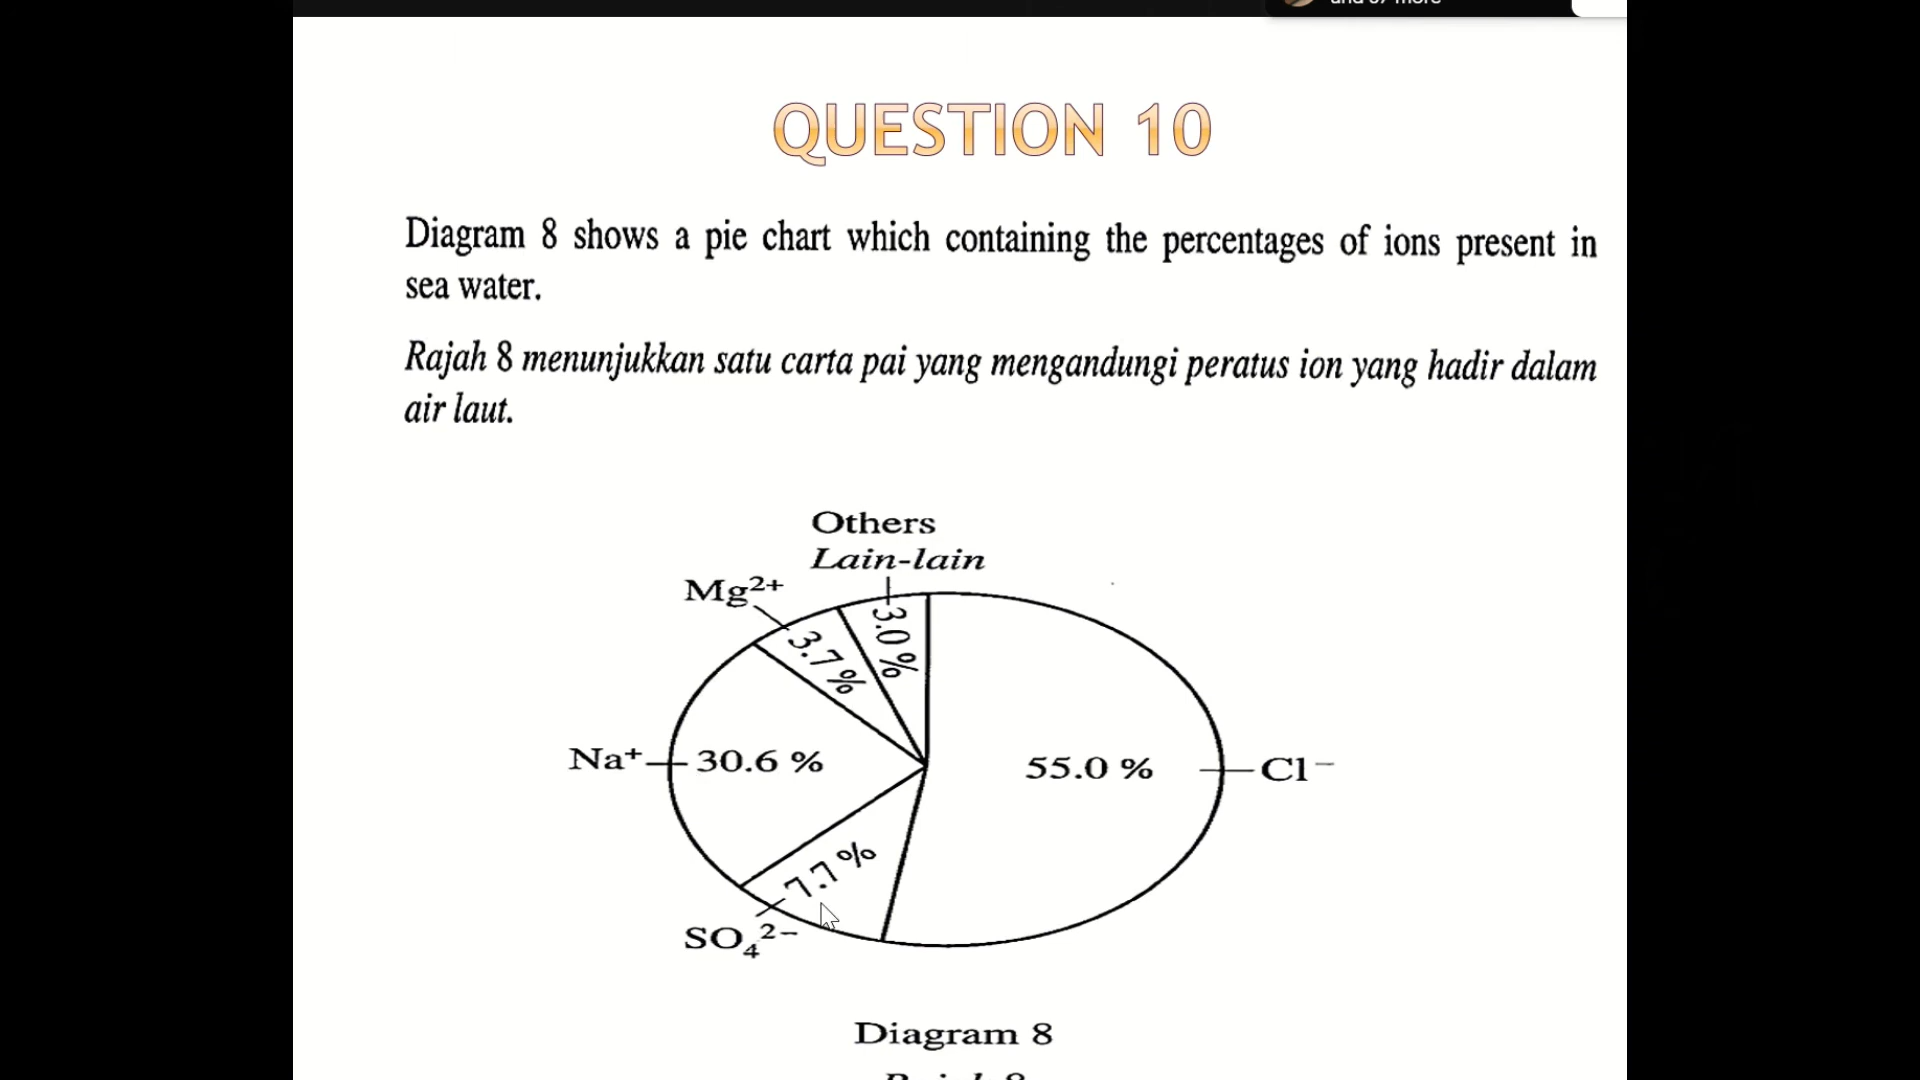 QUESTION 10
Diagram 8 shows a pie chart which containing the percentages of ions present in
sea water.
Rajah 8 menunjukkan satu carta pai yang mengandungi peratus ion yang hadir dalam
air laut.
Others
Lain-lain
Mg²⁺
3.0 %
3.7 %
Na⁺
30.6 %
55.0 %
Cl⁻
7.7 %
SO₄²⁻
Diagram 8